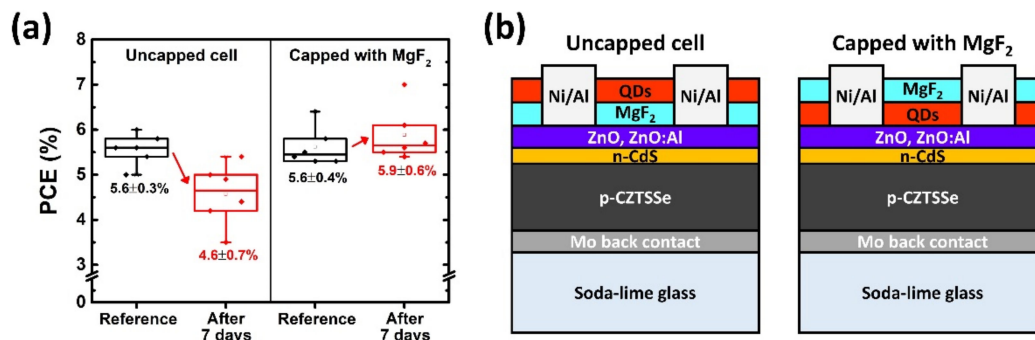 (a)
PCE (%)
8
7
6
5
4
3
0
Uncapped cell
Capped with MgF₂
5.6±0.3%
4.6±0.7%
5.6±0.4%
5.9±0.6%
Reference
After
7 days
Reference
After
7 days
(b)
Uncapped cell
Ni/Al
QDs
MgF₂
Ni/Al
ZnO, ZnO:Al
n-CdS
p-CZTSSe
Mo back contact
Soda-lime glass
Capped with MgF₂
Ni/Al
MgF₂
QDs
Ni/Al
ZnO, ZnO:Al
n-CdS
p-CZTSSe
Mo back contact
Soda-lime glass